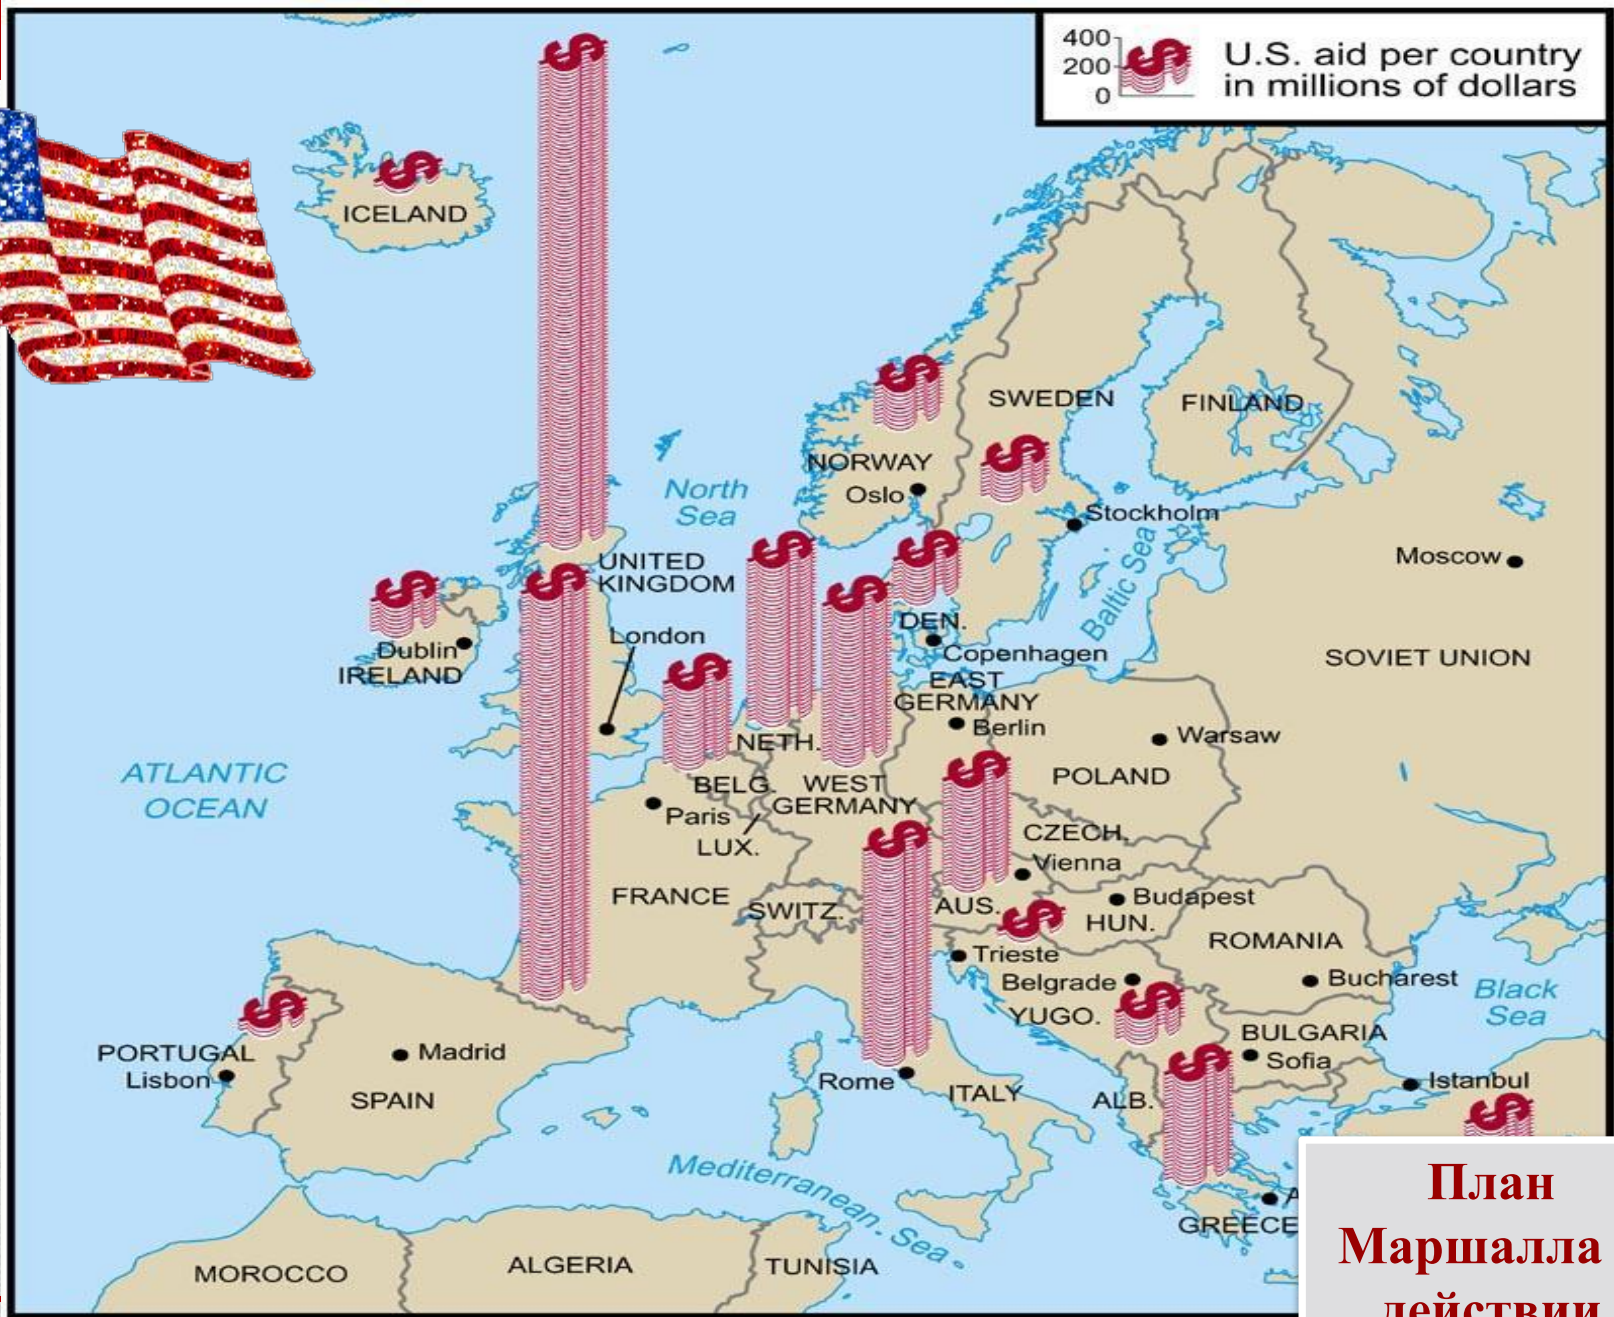 400
200
0
U.S. aid per country
in millions of dollars
ICELAND
SWEDEN
FINLAND
NORWAY
Oslo
North
Sea
Stockholm
Baltic Sea
Moscow
UNITED
KINGDOM
London
Dublin
IRELAND
DEN.
Copenhagen
EAST
GERMANY
Berlin
SOVIET UNION
Warsaw
POLAND
NETH.
BELG.
WEST
GERMANY
Paris
LUX.
ATLANTIC
OCEAN
CZECH.
Vienna
FRANCE
SWITZ.
AUS.
Budapest
HUN.
ROMANIA
Trieste
Belgrade
Bucharest
YUGO.
Black
Sea
BULGARIA
Sofia
PORTUGAL
Lisbon
Madrid
SPAIN
Rome
ITALY
ALB.
Istanbul
Mediterranean Sea
GREECE
MOROCCO
ALGERIA
TUNISIA
План
Маршалла
действии